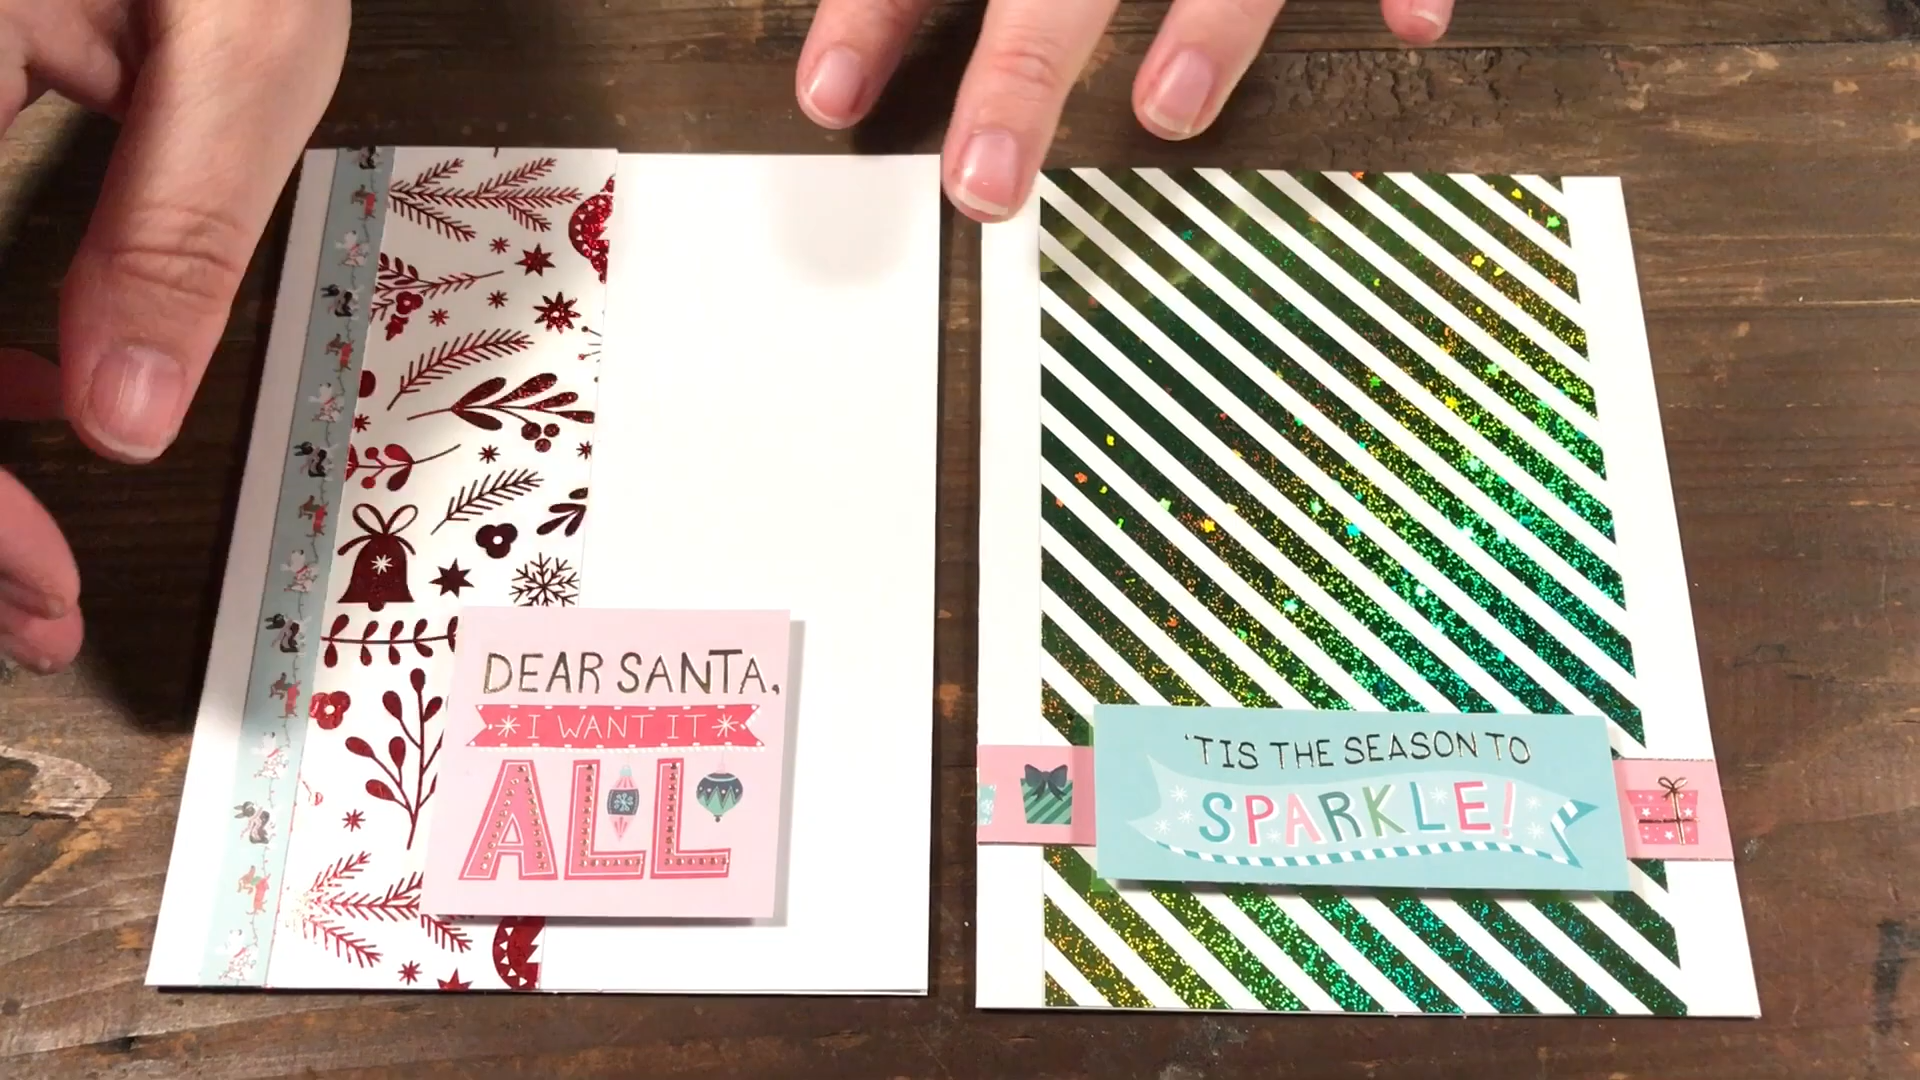 DEAR SANTA,
I WANT IT
ALL
'TIS THE SEASON TO
SPARKLE!